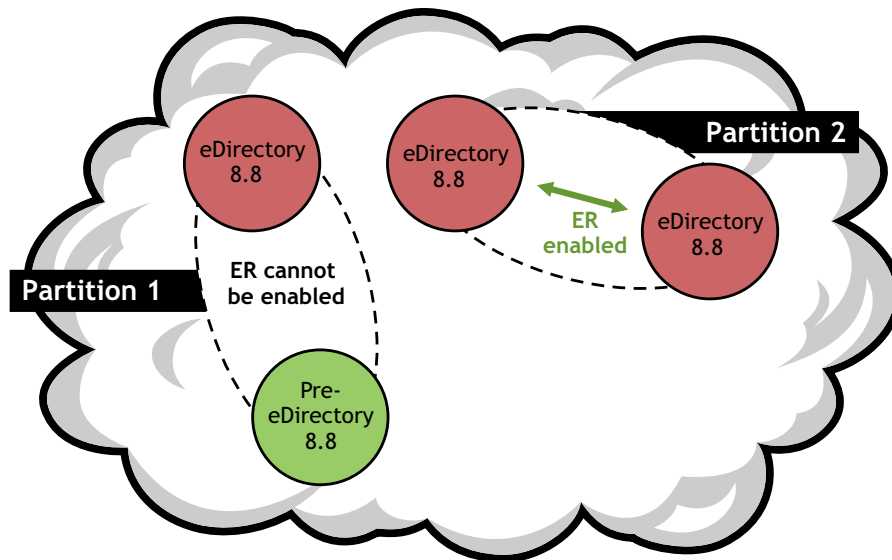 Partition 1
eDirectory
8.8
ER cannot
be enabled
Pre-
eDirectory
8.8
Partition 2
eDirectory
8.8
ER
enabled
eDirectory
8.8